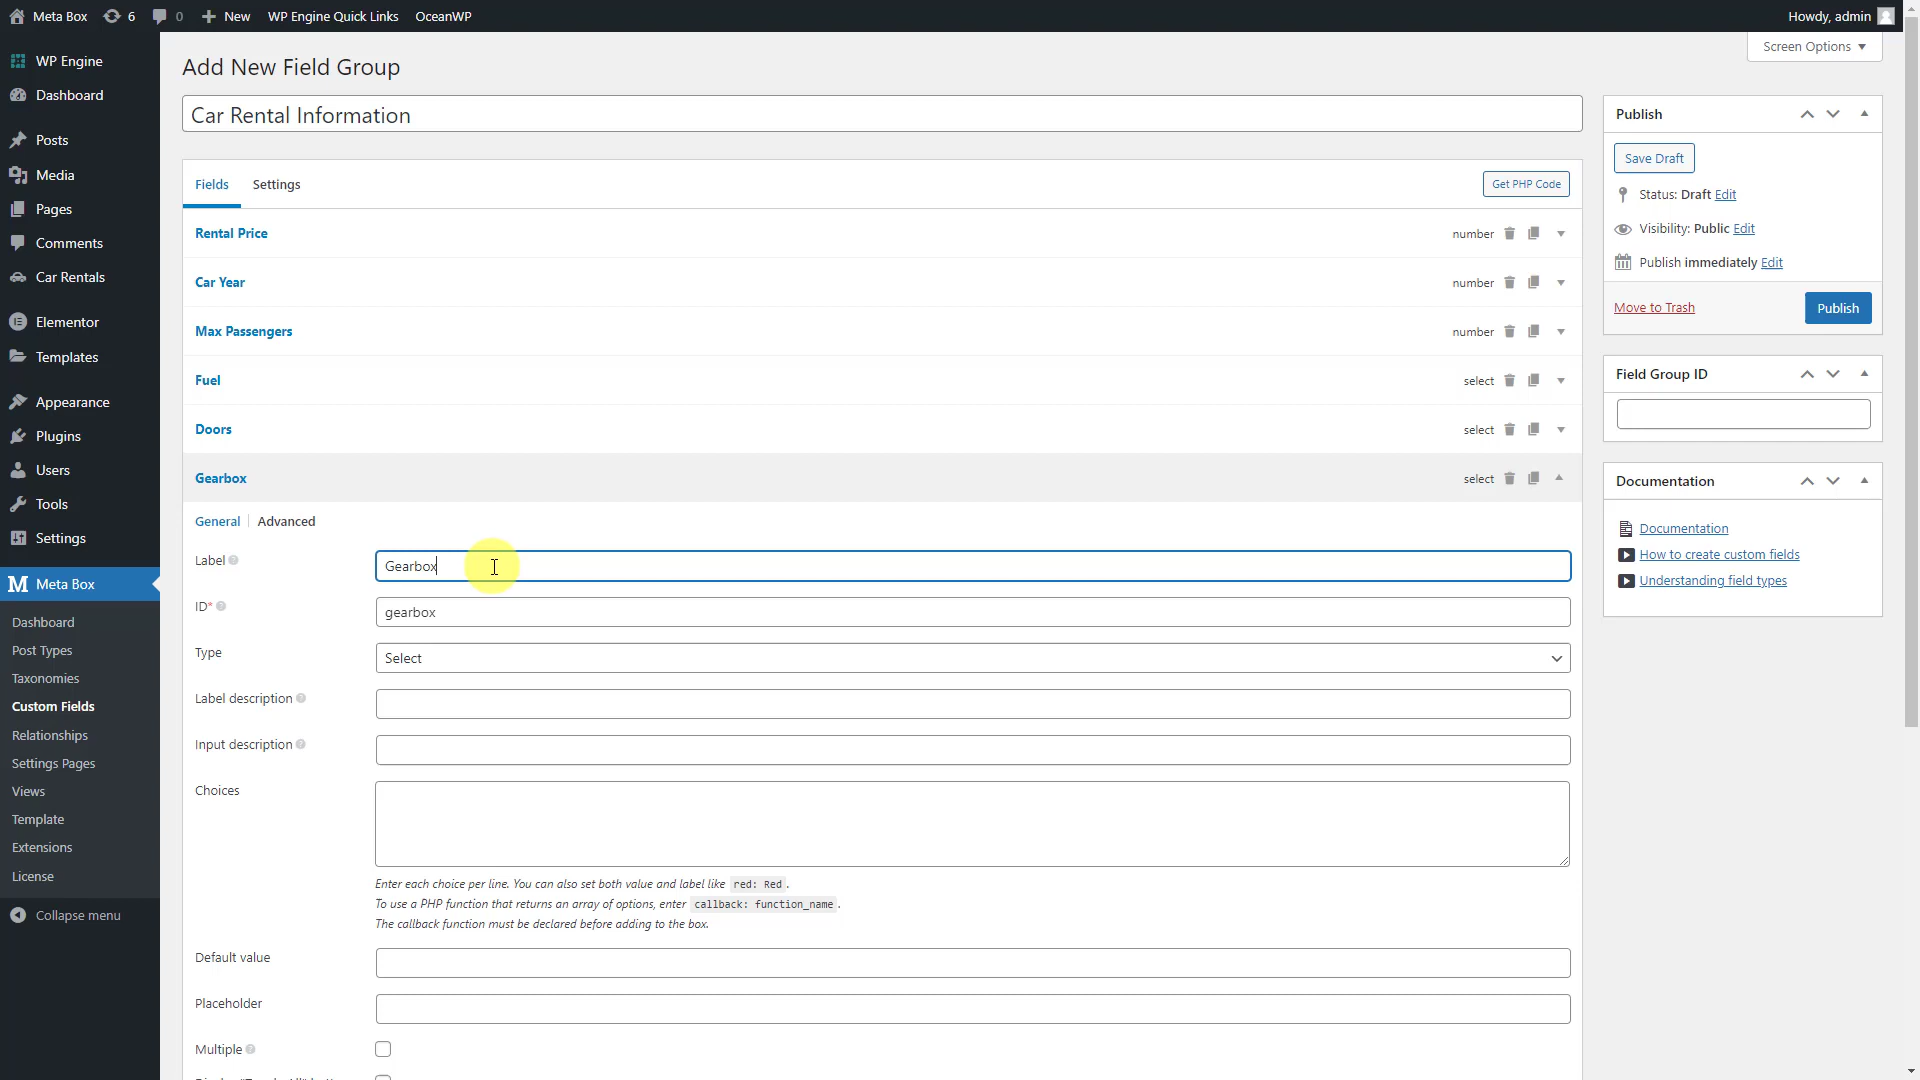 Meta Box 6 0 New WP Engine Quick Links OceanWP Howdy, admin
Screen Options
WP Engine
Dashboard
Posts
Media
Pages
Comments
Car Rentals
Elementor
Templates
Appearance
Plugins
Users
Tools
Settings
Meta Box
Dashboard
Post Types
Taxonomies
Custom Fields
Relationships
Settings Pages
Views
Template
Extensions
License
Collapse menu
Add New Field Group
Car Rental Information
Fields Settings Get PHP Code
Rental Price number
Car Year number
Max Passengers number
Fuel select
Doors select
Gearbox select
General Advanced
Label Gearbox
ID* gearbox
Type Select
Label description
Input description
Choices
Enter each choice per line. You can also set both value and label like red: Red .
To use a PHP function that returns an array of options, enter callback: function_name .
The callback function must be declared before adding to the box.
Default value
Placeholder
Multiple
Publish
Save Draft
Status: Draft Edit
Visibility: Public Edit
Publish immediately Edit
Move to Trash Publish
Field Group ID
Documentation
Documentation
How to create custom fields
Understanding field types